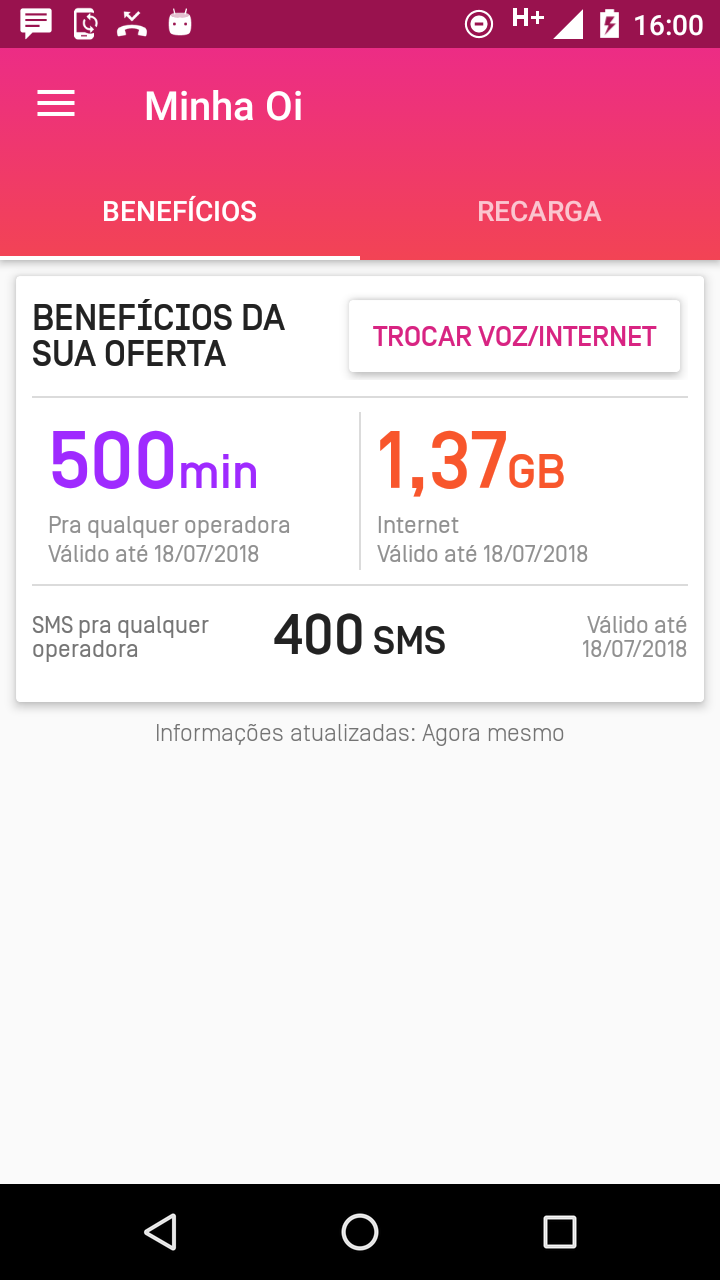 H+ 16:00
Minha Oi
BENEFÍCIOS RECARGA
BENEFÍCIOS DA
SUA OFERTA
TROCAR VOZ/INTERNET
500min
Pra qualquer operadora
Válido até 18/07/2018
1,37GB
Internet
Válido até 18/07/2018
SMS pra qualquer
operadora
400 SMS
Válido até
18/07/2018
Informações atualizadas: Agora mesmo